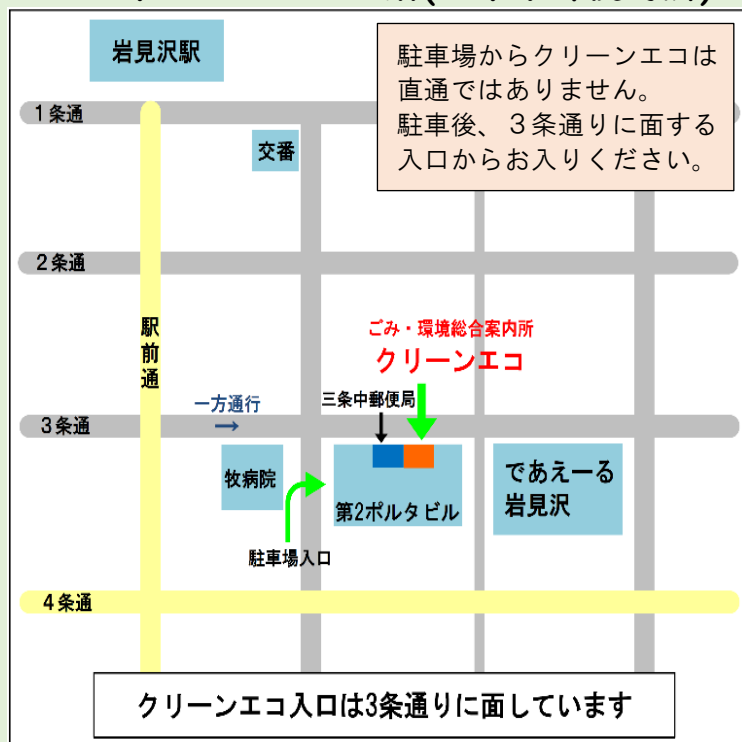 岩見沢駅
駐車場からクリーンエコは
直通ではありません。
駐車後、３条通りに面する
入口からお入りください。
1条通
交番
2条通
駅前通
ごみ・環境総合案内所
クリーンエコ
一方通行
三条中郵便局
3条通
牧病院
第2ポルタビル
であえーる
岩見沢
駐車場入口
4条通
クリーンエコ入口は3条通りに面しています